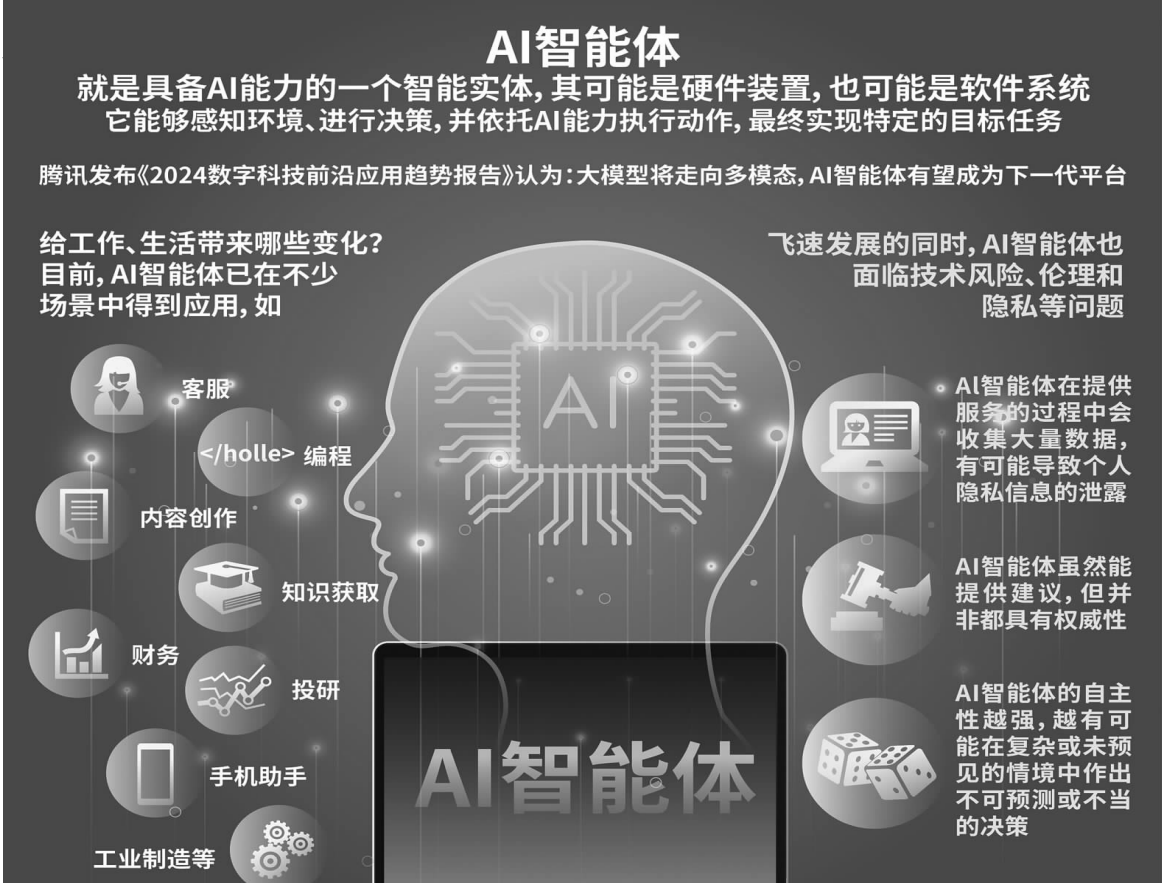 AI智能体
就是具备AI能力的一个智能实体，其可能是硬件装置，也可能是软件系统
它能够感知环境、进行决策，并依托AI能力执行动作，最终实现特定的目标任务
腾讯发布《2024数字科技前沿应用趋势报告》认为：大模型将走向多模态，AI智能体有望成为下一代平台
给工作、生活带来哪些变化？
目前，AI智能体已在不少
场景中得到应用，如
客服
</holle> 编程
内容创作
知识获取
财务
投研
手机助手
工业制造等
AI
AI智能体
飞速发展的同时，AI智能体也
面临技术风险、伦理和
隐私等问题
AI智能体在提供
服务的过程中会
收集大量数据，
有可能导致个人
隐私信息的泄露
AI智能体虽然能
提供建议，但并
非都具有权威性
AI智能体的自主
性越强，越有可
能在复杂或未预
见的情境中作出
不可预测或不当
的决策